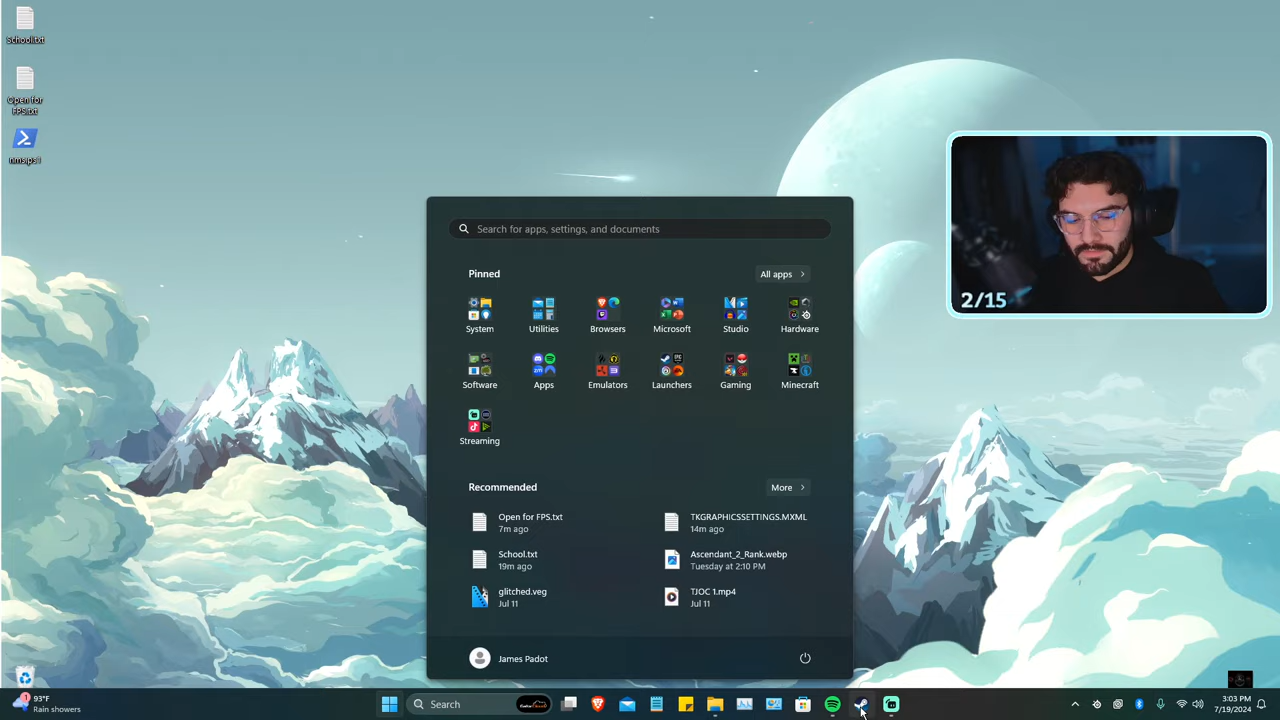 School.txt
Open for
FPS.txt
nms.ps1
Search for apps, settings, and documents
Pinned
All apps
System
Utilities
Browsers
Microsoft
Studio
Hardware
Software
Apps
Emulators
Launchers
Gaming
Minecraft
Streaming
Recommended
More
Open for FPS.txt
7m ago
TKGRAPHICSSETTINGS.MXML
14m ago
School.txt
19m ago
Ascendant_2_Rank.webp
Tuesday at 2:10 PM
glitched.veg
Jul 11
TJOC 1.mp4
Jul 11
James Padot
2/15
1
93°F
Rain showers
Search
3:03 PM
7/19/2024